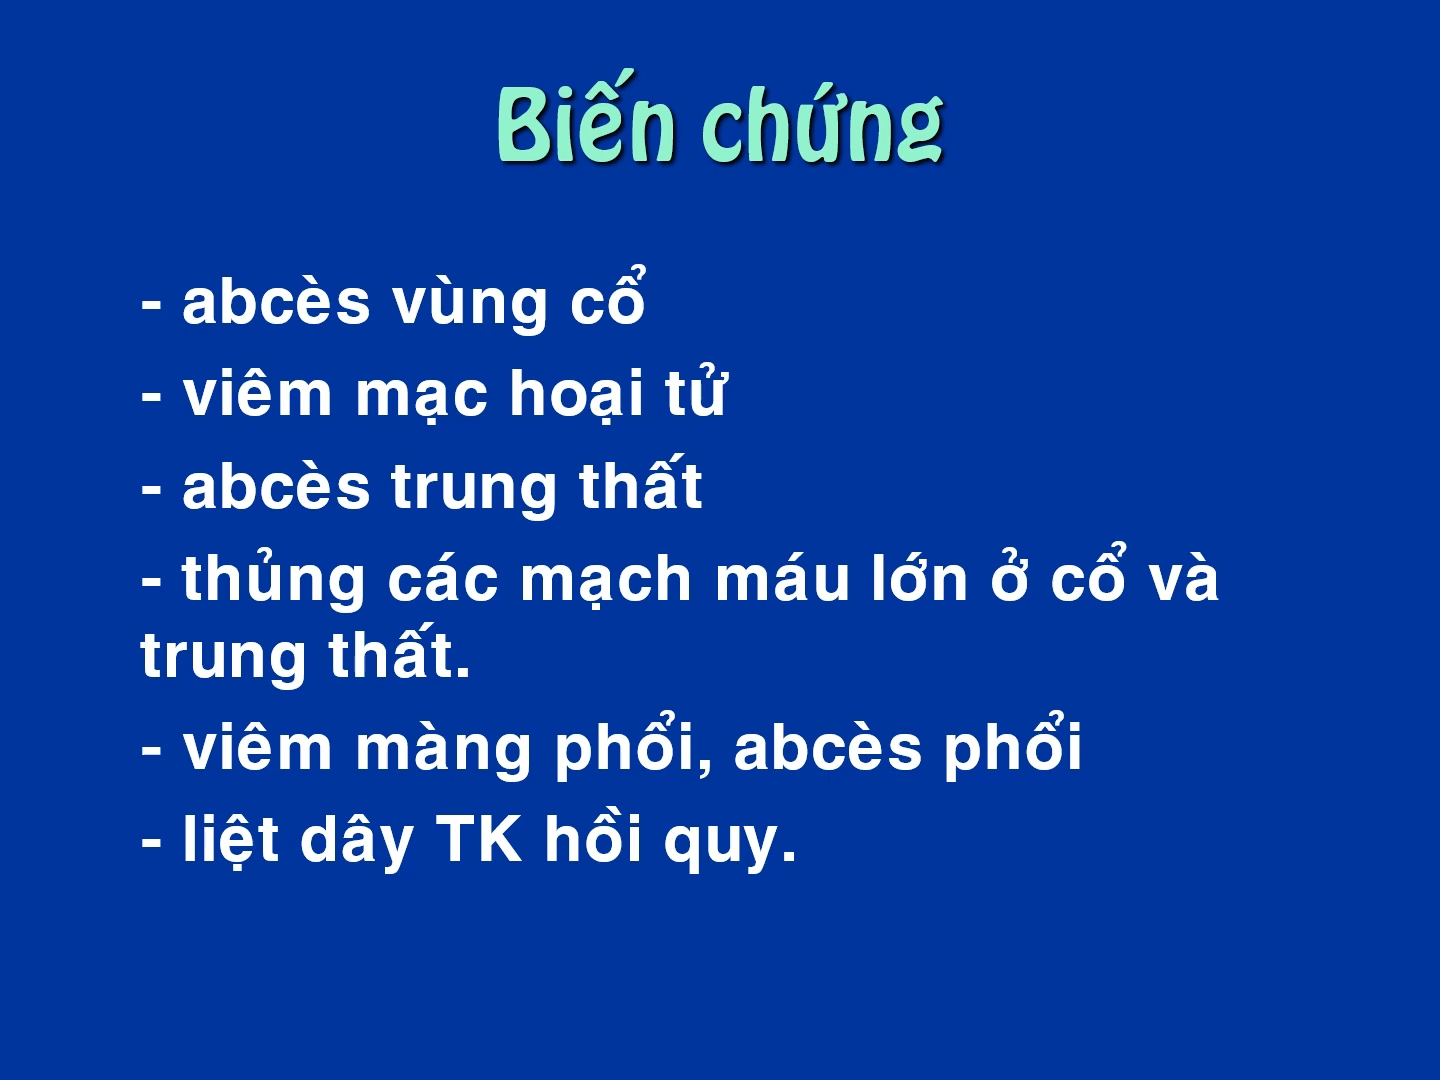 Biến chứng
- abcès vùng cổ
- viêm mạc hoại tử
- abcès trung thất
- thủng các mạch máu lớn ở cổ và
trung thất.
- viêm màng phổi, abcès phổi
- liệt dây TK hồi quy.